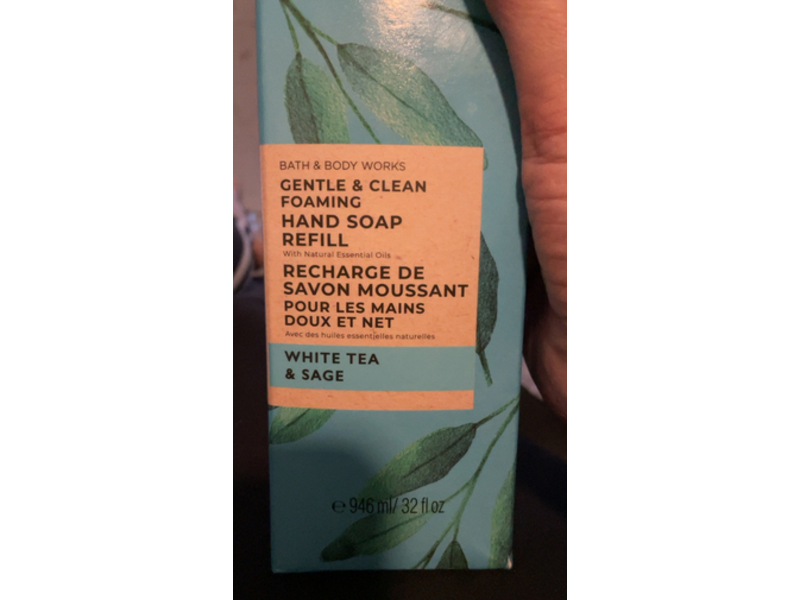 BATH & BODY WORKS
GENTLE & CLEAN
FOAMING
HAND SOAP
REFILL
With Natural Essential Oils
RECHARGE DE
SAVON MOUSSANT
POUR LES MAINS
DOUX ET NET
Avec des huiles essentielles naturelles
WHITE TEA
& SAGE
℮ 946 ml/ 32 fl oz